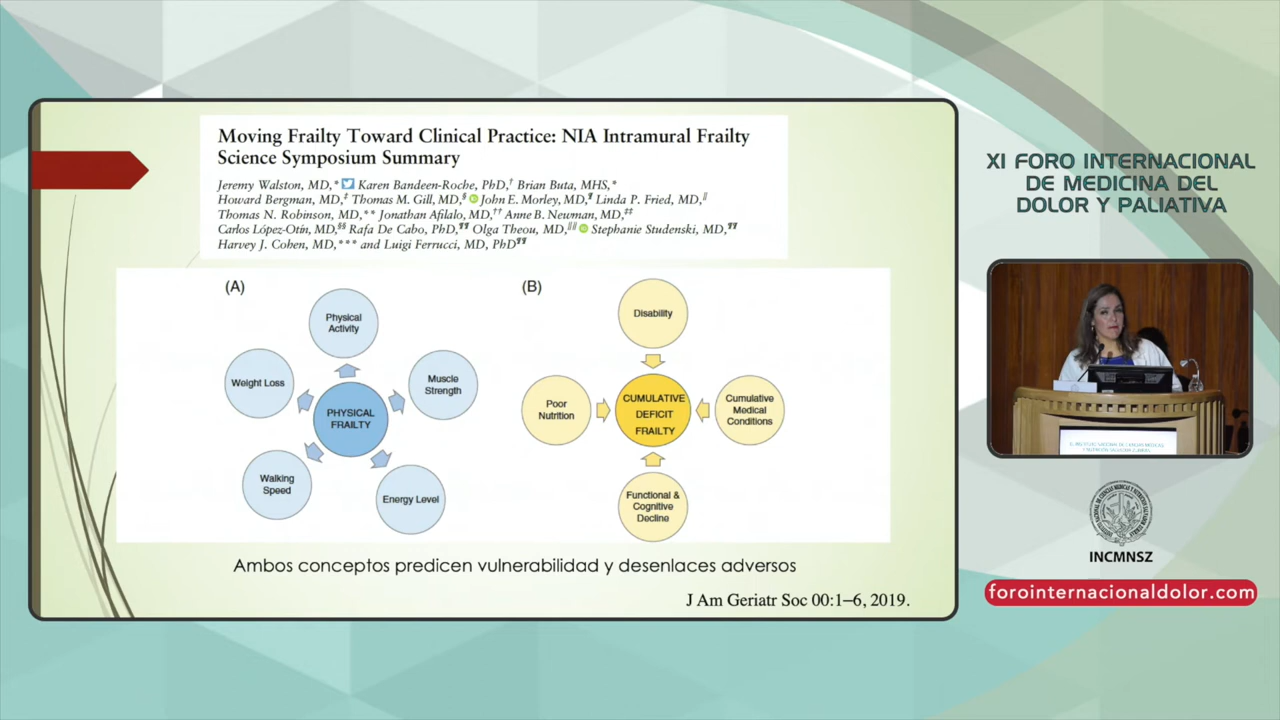 Moving Frailty Toward Clinical Practice: NIA Intramural Frailty
Science Symposium Summary
Jeremy Walston, MD,* Karen Bandeen-Roche, PhD,† Brian Buta, MHS,*
Howard Bergman, MD,‡ Thomas M. Gill, MD,§ John E. Morley, MD,¶ Linda P. Fried, MD,‖
Thomas N. Robinson, MD,** Jonathan Afilalo, MD,†† Anne B. Newman, MD,‡‡
Carlos López-Otín, MD,§§ Rafa De Cabo, PhD,¶¶ Olga Theou, MD,‖‖ Stephanie Studenski, MD,¶¶
Harvey J. Cohen, MD,*** and Luigi Ferrucci, MD, PhD¶¶
(A)
Physical
Activity
Weight Loss
Muscle
Strength
PHYSICAL
FRAILTY
Walking
Speed
Energy Level
(B)
Disability
Poor
Nutrition
CUMULATIVE
DEFICIT
FRAILTY
Cumulative
Medical
Conditions
Functional &
Cognitive
Decline
Ambos conceptos predicen vulnerabilidad y desenlaces adversos
J Am Geriatr Soc 00:1–6, 2019.
XI FORO INTERNACIONAL
DE MEDICINA DEL
DOLOR Y PALIATIVA
INCMNSZ
forointernacionaldolor.com